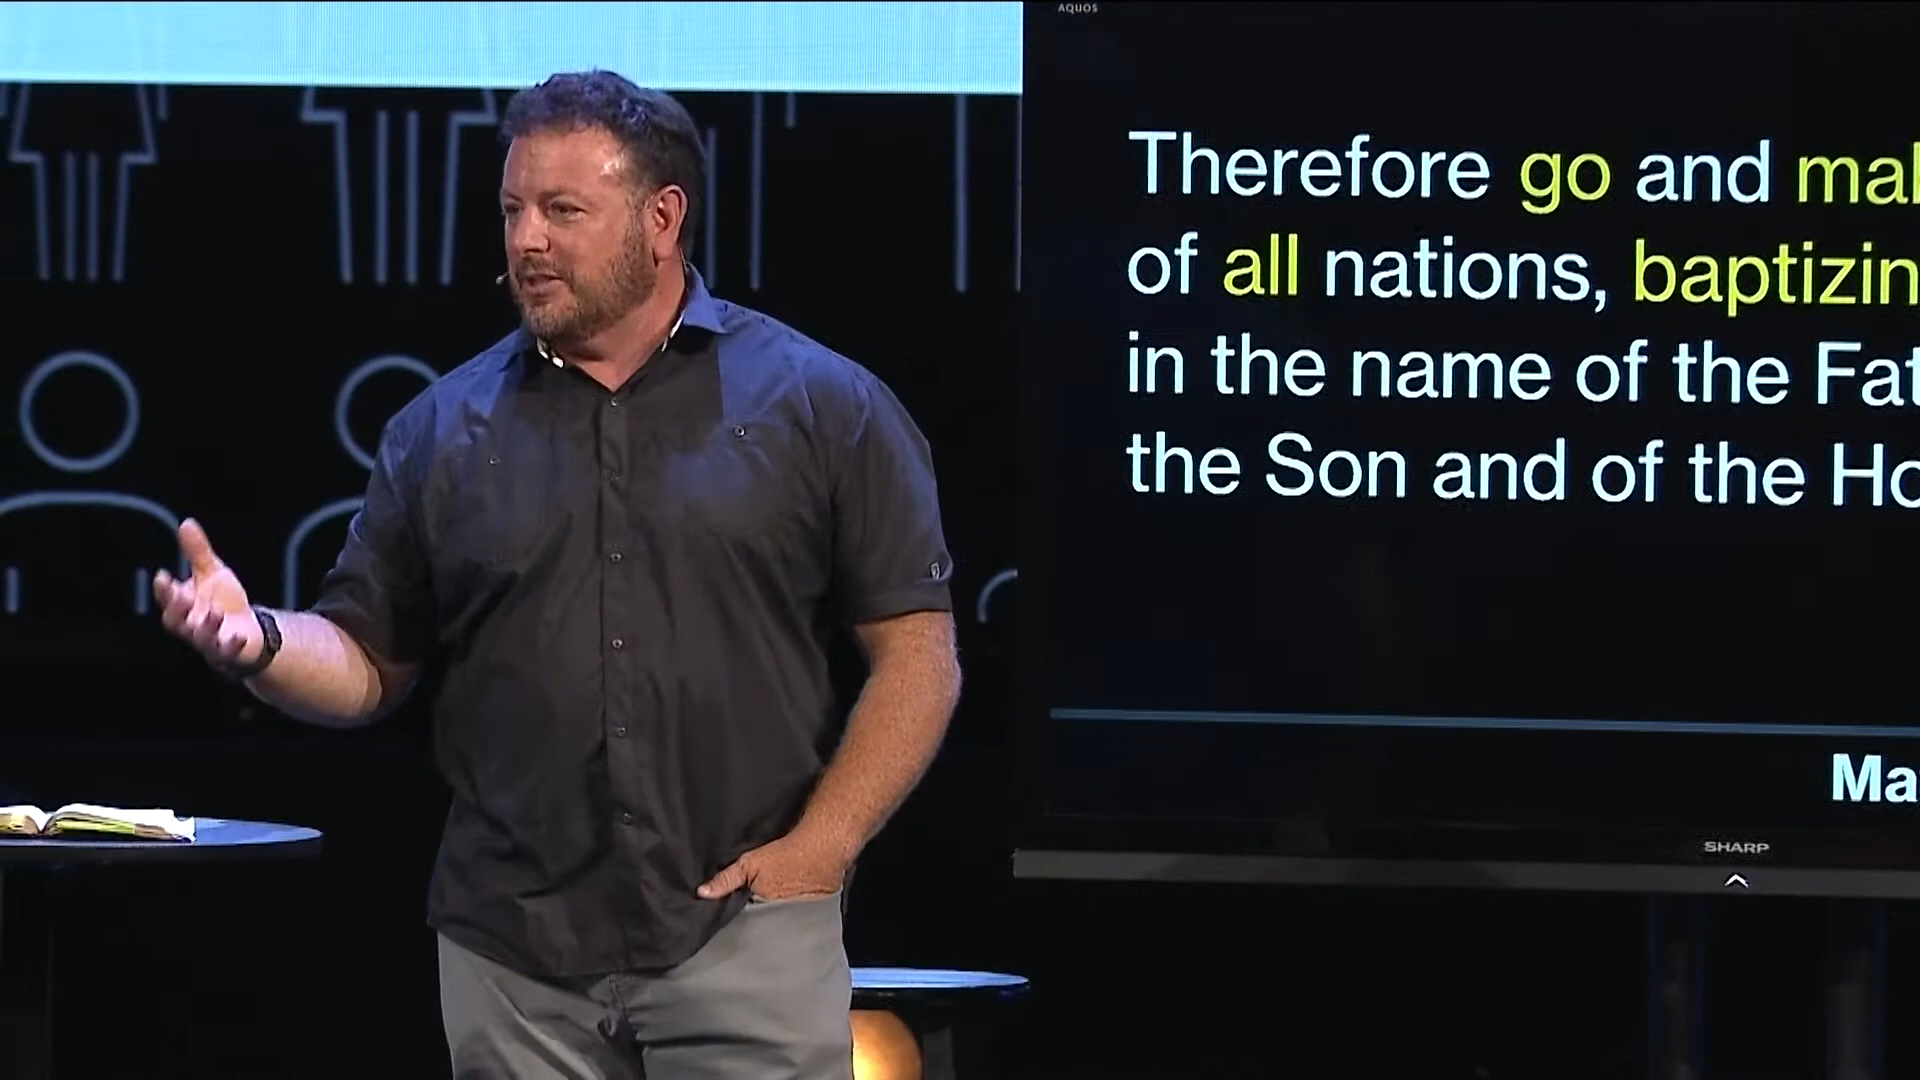 AQUOS
Therefore go and mak
of all nations, baptizin
in the name of the Fat
the Son and of the Ho
Ma
SHARP